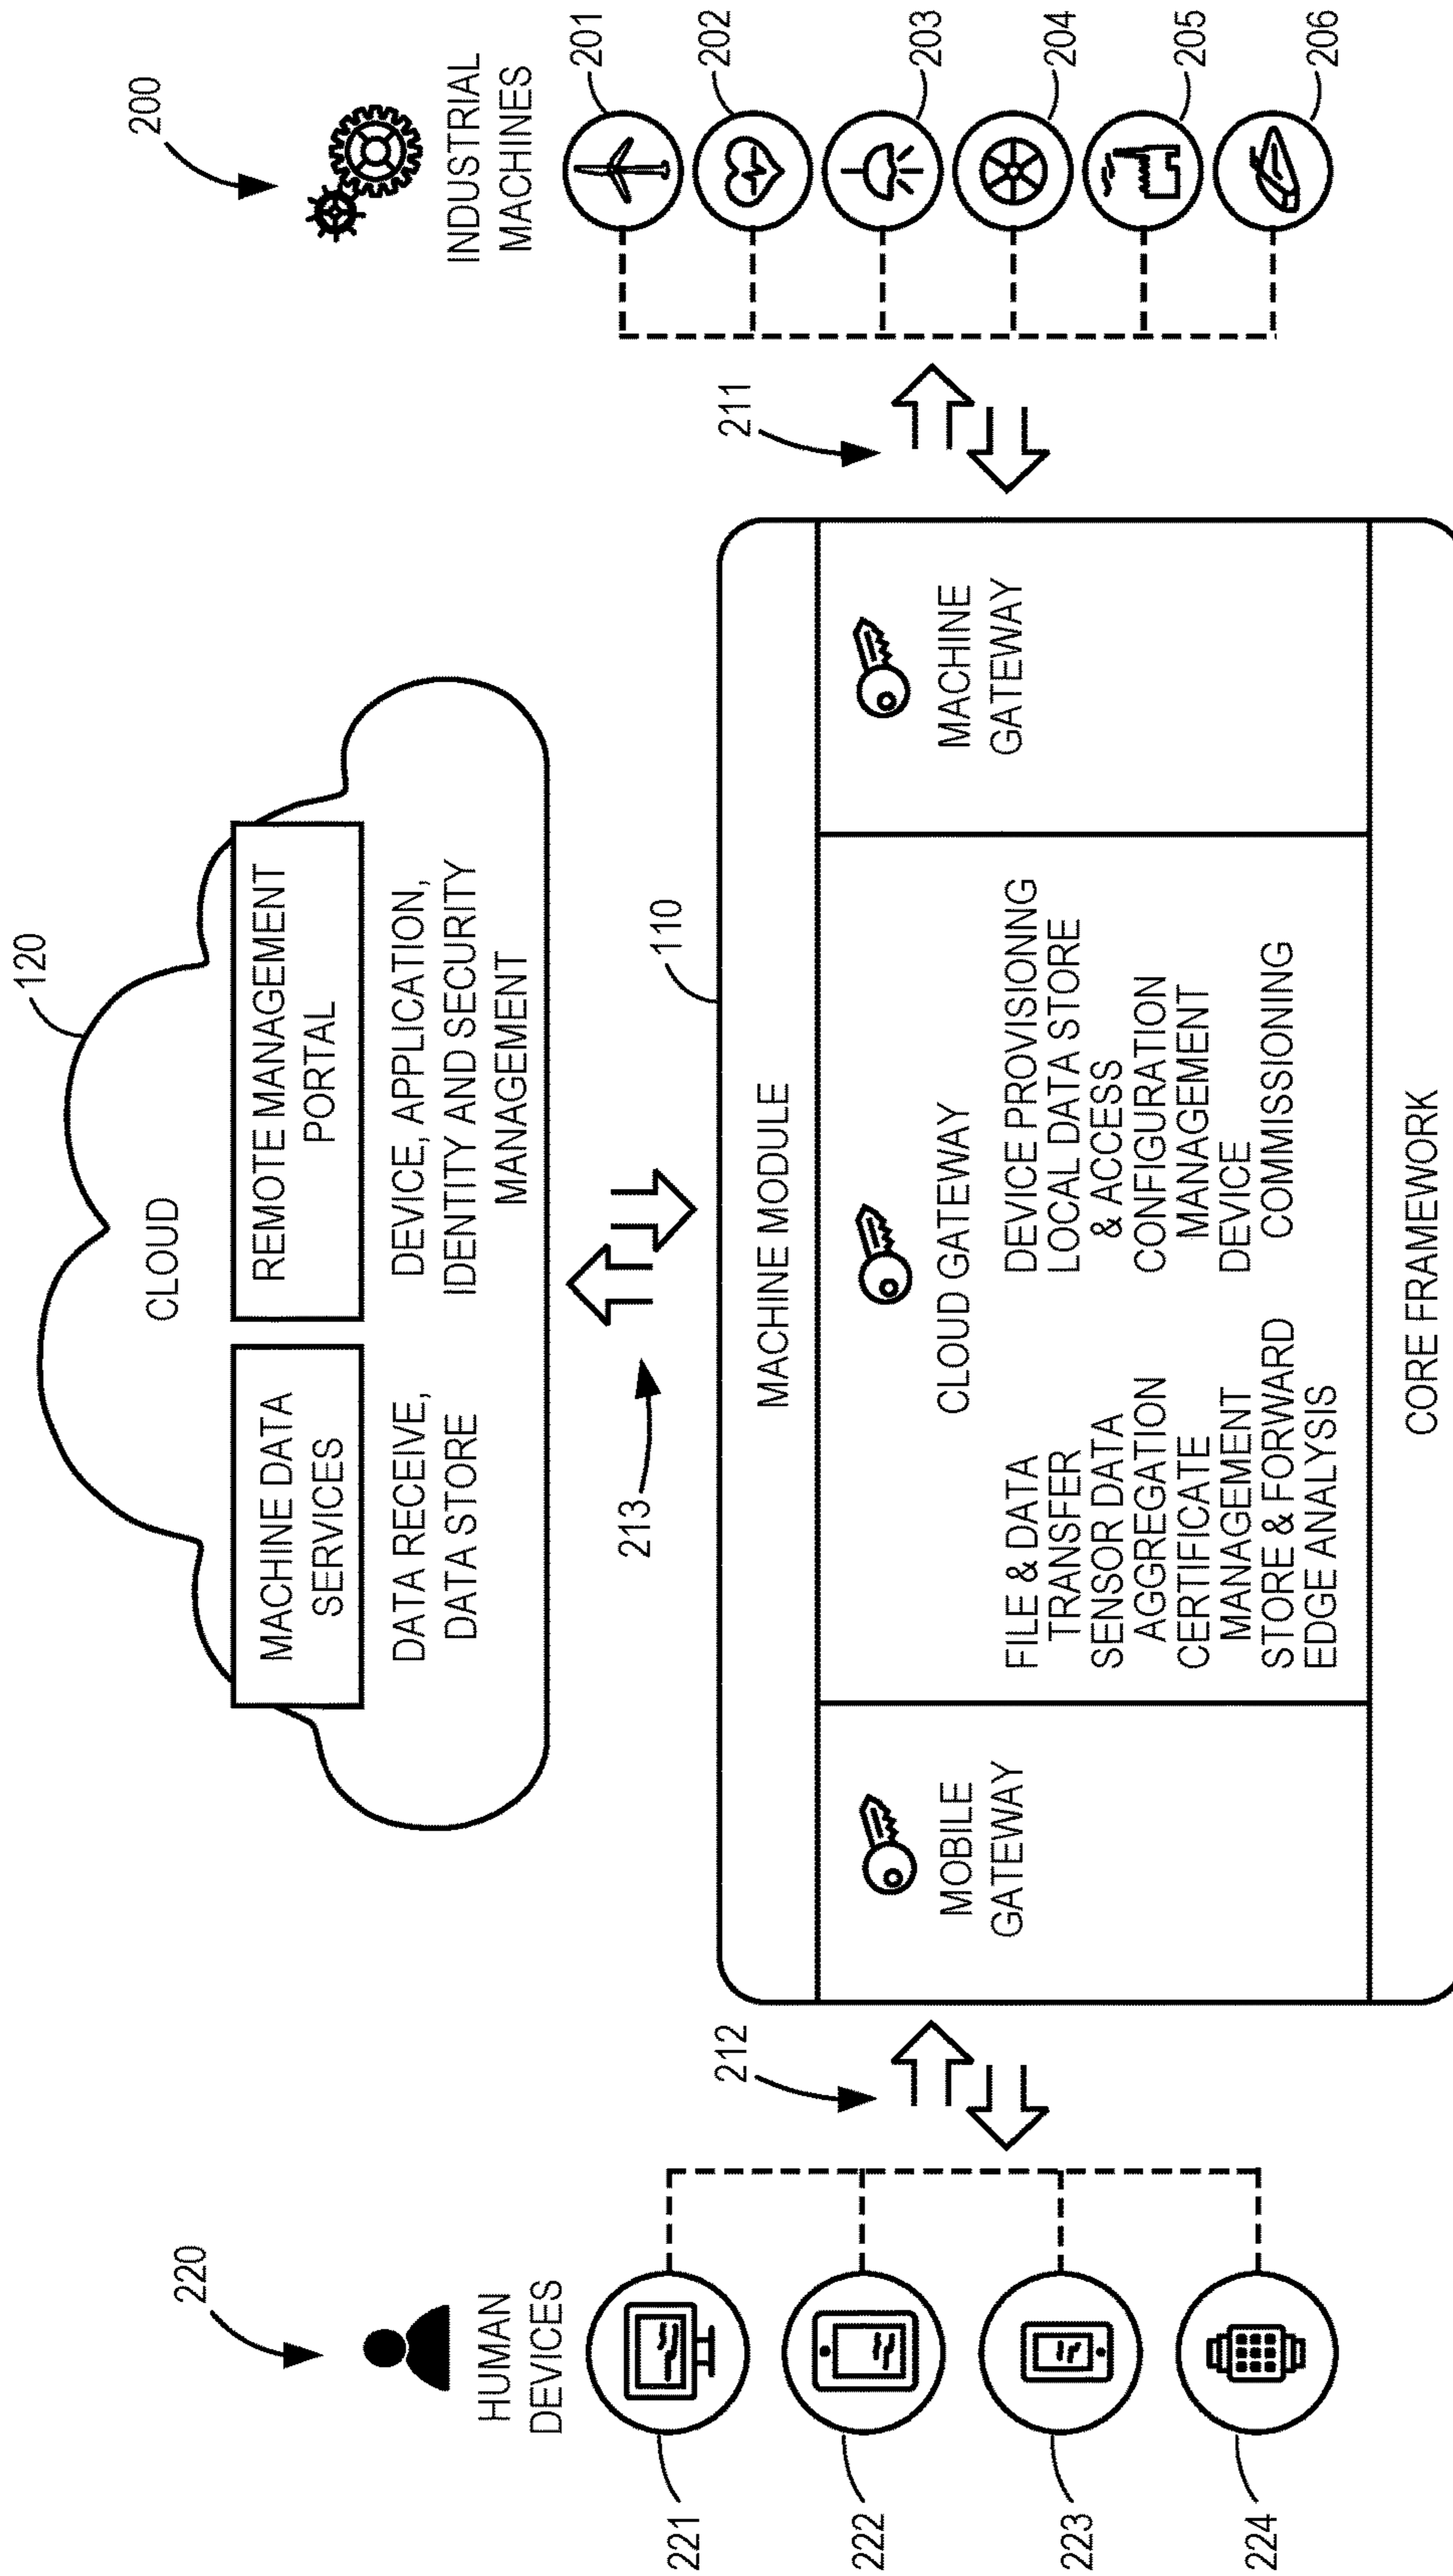 120
CLOUD
MACHINE DATA
SERVICES
REMOTE MANAGEMENT
PORTAL
DATA RECEIVE,
DATA STORE
DEVICE, APPLICATION,
IDENTITY AND SECURITY
MANAGEMENT
220
HUMAN
DEVICES
221
222
223
224
212
213
110
MACHINE MODULE
MOBILE
GATEWAY
CLOUD GATEWAY
FILE & DATA
TRANSFER
SENSOR DATA
AGGREGATION
CERTIFICATE
MANAGEMENT
STORE & FORWARD
EDGE ANALYSIS
DEVICE PROVISIONNG
LOCAL DATA STORE
& ACCESS
CONFIGURATION
MANAGEMENT
DEVICE
COMMISSIONING
MACHINE
GATEWAY
CORE FRAMEWORK
211
200
INDUSTRIAL
MACHINES
201
202
203
204
205
206